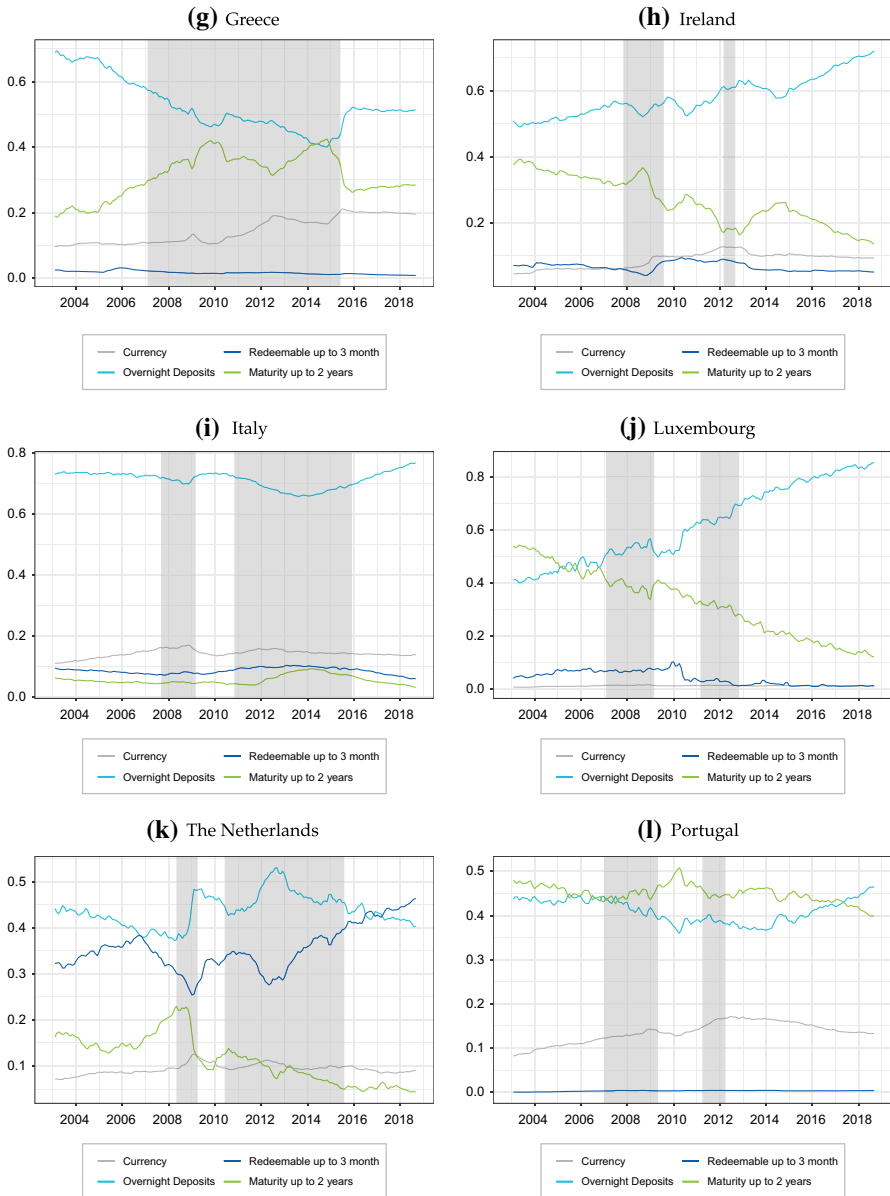 (g) Greece
0.6
0.4
0.2
0.0
2004 2006 2008 2010 2012 2014 2016 2018
Currency Redeemable up to 3 month
Overnight Deposits Maturity up to 2 years
(h) Ireland
0.6
0.4
0.2
2004 2006 2008 2010 2012 2014 2016 2018
Currency Redeemable up to 3 month
Overnight Deposits Maturity up to 2 years
(i) Italy
0.8
0.6
0.4
0.2
0.0
2004 2006 2008 2010 2012 2014 2016 2018
Currency Redeemable up to 3 month
Overnight Deposits Maturity up to 2 years
(j) Luxembourg
0.8
0.6
0.4
0.2
0.0
2004 2006 2008 2010 2012 2014 2016 2018
Currency Redeemable up to 3 month
Overnight Deposits Maturity up to 2 years
(k) The Netherlands
0.5
0.4
0.3
0.2
0.1
2004 2006 2008 2010 2012 2014 2016 2018
Currency Redeemable up to 3 month
Overnight Deposits Maturity up to 2 years
(l) Portugal
0.5
0.4
0.3
0.2
0.1
0.0
2004 2006 2008 2010 2012 2014 2016 2018
Currency Redeemable up to 3 month
Overnight Deposits Maturity up to 2 years